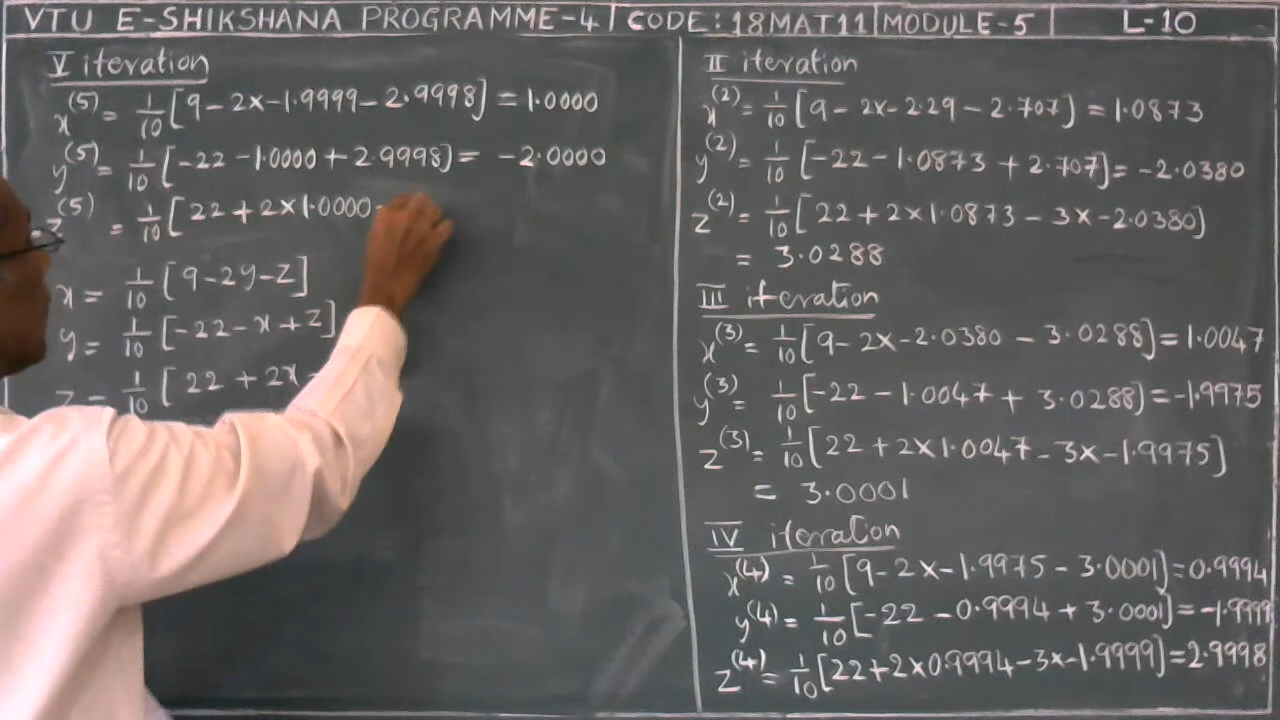 VTU E-SHIKSHANA PROGRAMME-4 | CODE: 18MAT11 | MODULE-5 | L-10
V iteration
x⁽⁵⁾ = 1/10 [9 - 2x - 1.9999 - 2.9998] = 1.0000
y⁽⁵⁾ = 1/10 [-22 - 1.0000 + 2.9998] = -2.0000
z⁽⁵⁾ = 1/10 [22 + 2 × 1.0000 -
x = 1/10 [9 - 2y - z]
y = 1/10 [-22 - x + z]
z = 1/10 [22 + 2x -
II iteration
x⁽²⁾ = 1/10 [9 - 2x - 2.29 - 2.707] = 1.0873
y⁽²⁾ = 1/10 [-22 - 1.0873 + 2.707] = -2.0380
z⁽²⁾ = 1/10 [22 + 2 × 1.0873 - 3x - 2.0380]
= 3.0288
III iteration
x⁽³⁾ = 1/10 [9 - 2x - 2.0380 - 3.0288] = 1.0047
y⁽³⁾ = 1/10 [-22 - 1.0047 + 3.0288] = -1.9975
z⁽³⁾ = 1/10 [22 + 2 × 1.0047 - 3x - 1.9975]
= 3.0001
IV iteration
x⁽⁴⁾ = 1/10 [9 - 2x - 1.9975 - 3.0001] = 0.9994
y⁽⁴⁾ = 1/10 [-22 - 0.9994 + 3.0001] = -1.9999
z⁽⁴⁾ = 1/10 [22 + 2 × 0.9994 - 3x - 1.9999] = 2.9998